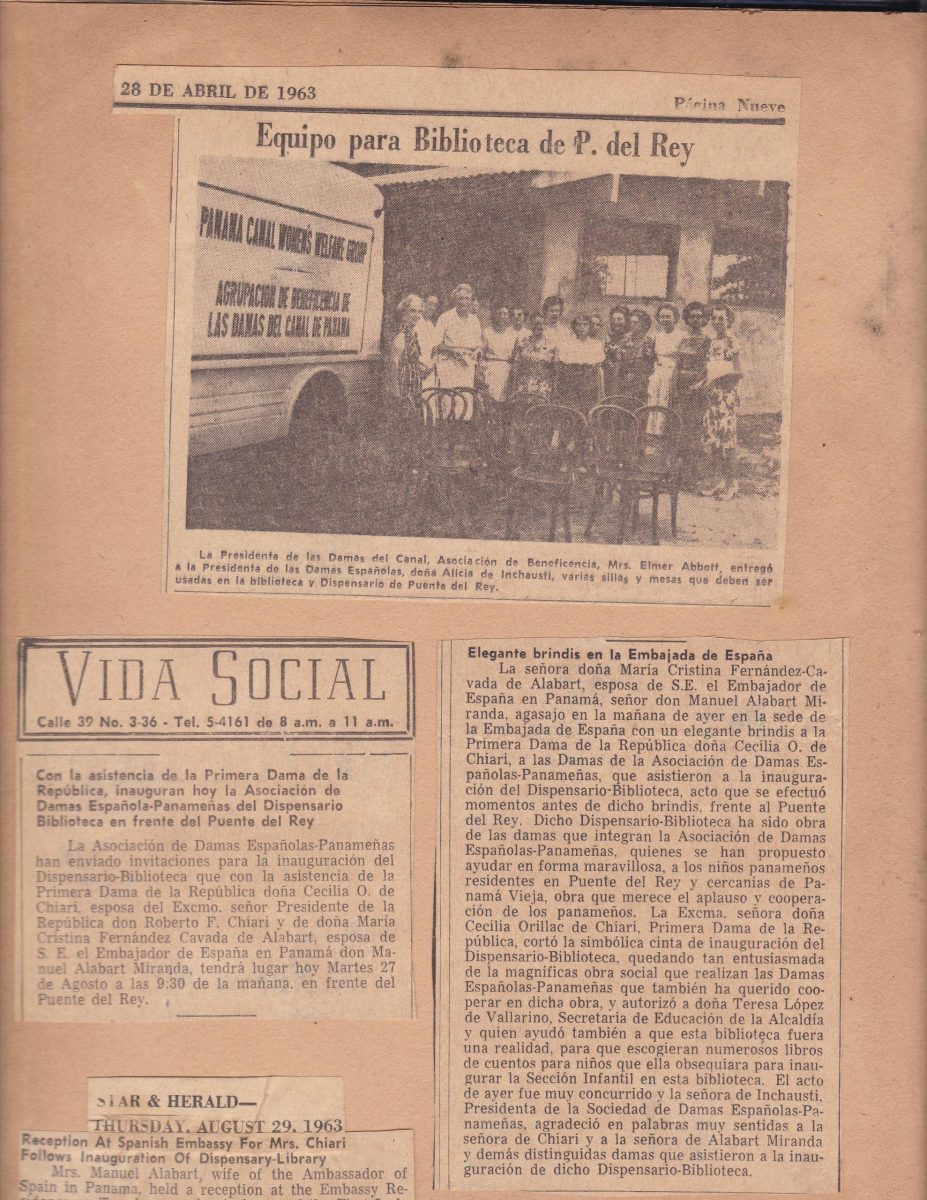 28 DE ABRIL DE 1963
Página Nueve
Equipo para Biblioteca de P. del Rey
PANAMA CANAL WOMEN'S WELFARE GROUP
AGRUPACION DE BENEFICENCIA DE
LAS DAMAS DEL CANAL DE PANAMA
La Presidenta de las Damas del Canal, Asociación de Beneficencia, Mrs. Elmer Abbott, entregó
a la Presidenta de las Damas Españolas, doña Alicia de Inchausti, varias sillas y mesas que deben ser
usadas en la biblioteca y Dispensario de Puente del Rey.
VIDA SOCIAL
Calle 39 No. 3-36 - Tel. 5-4161 de 8 a.m. a 11 a.m.
Con la asistencia de la Primera Dama de la
República, inauguran hoy la Asociación de
Damas Española-Panameñas del Dispensario
Biblioteca en frente del Puente del Rey
La Asociación de Damas Españolas-Panameñas
han enviado invitaciones para la inauguración del
Dispensario-Biblioteca que con la asistencia de la
Primera Dama de la República doña Cecilia O. de
Chiari, esposa del Excmo. señor Presidente de la
República don Roberto F. Chiari y de doña María
Cristina Fernández Cavada de Alabart, esposa de
S. E. el Embajador de España en Panamá don Ma-
nuel Alabart Miranda, tendrá lugar hoy Martes 27
de Agosto a las 9:30 de la mañana, en frente del
Puente del Rey.
STAR & HERALD—
THURSDAY, AUGUST 29, 1963
Reception At Spanish Embassy For Mrs. Chiari
Follows Inauguration Of Dispensary-Library
Mrs. Manuel Alabart, wife of the Ambassador of
Spain in Panama, held a reception at the Embassy Re-
Elegante brindis en la Embajada de España
La señora doña María Cristina Fernández-Ca-
vada de Alabart, esposa de S.E. el Embajador de
España en Panamá, señor don Manuel Alabart Mi-
randa, agasajo en la mañana de ayer en la sede de
la Embajada de España con un elegante brindis a la
Primera Dama de la República doña Cecilia O. de
Chiari, a las Damas de la Asociación de Damas Es-
pañolas-Panameñas, que asistieron a la inaugura-
ción del Dispensario-Biblioteca, acto que se efectuó
momentos antes de dicho brindis, frente al Puente
del Rey. Dicho Dispensario-Biblioteca ha sido obra
de las damas que integran la Asociación de Damas
Españolas-Panameñas, quienes se han propuesto
ayudar en forma maravillosa, a los niños panameños
residentes en Puente del Rey y cercanías de Pa-
namá Vieja, obra que merece el aplauso y coopera-
ción de los panameños. La Excma. señora doña
Cecilia Orillac de Chiari, Primera Dama de la Re-
pública, cortó la simbólica cinta de inauguración del
Dispensario-Biblioteca, quedando tan entusiasmada
de la magníficas obra social que realizan las Damas
Españolas-Panameñas que también ha querido coo-
perar en dicha obra, y autorizó a doña Teresa López
de Vallarino, Secretaria de Educación de la Alcaldía
y quien ayudó también a que esta biblioteca fuera
una realidad, para que escogieran numerosos libros
de cuentos para niños que ella obsequiara para inau-
gurar la Sección Infantil en esta biblioteca. El acto
de ayer fue muy concurrido y la señora de Inchausti,
Presidenta de la Sociedad de Damas Españolas-Pa-
nameñas, agradeció en palabras muy sentidas a la
señora de Chiari y a la señora de Alabart Miranda
y demás distinguidas damas que asistieron a la inau-
guración de dicho Dispensario-Biblioteca.